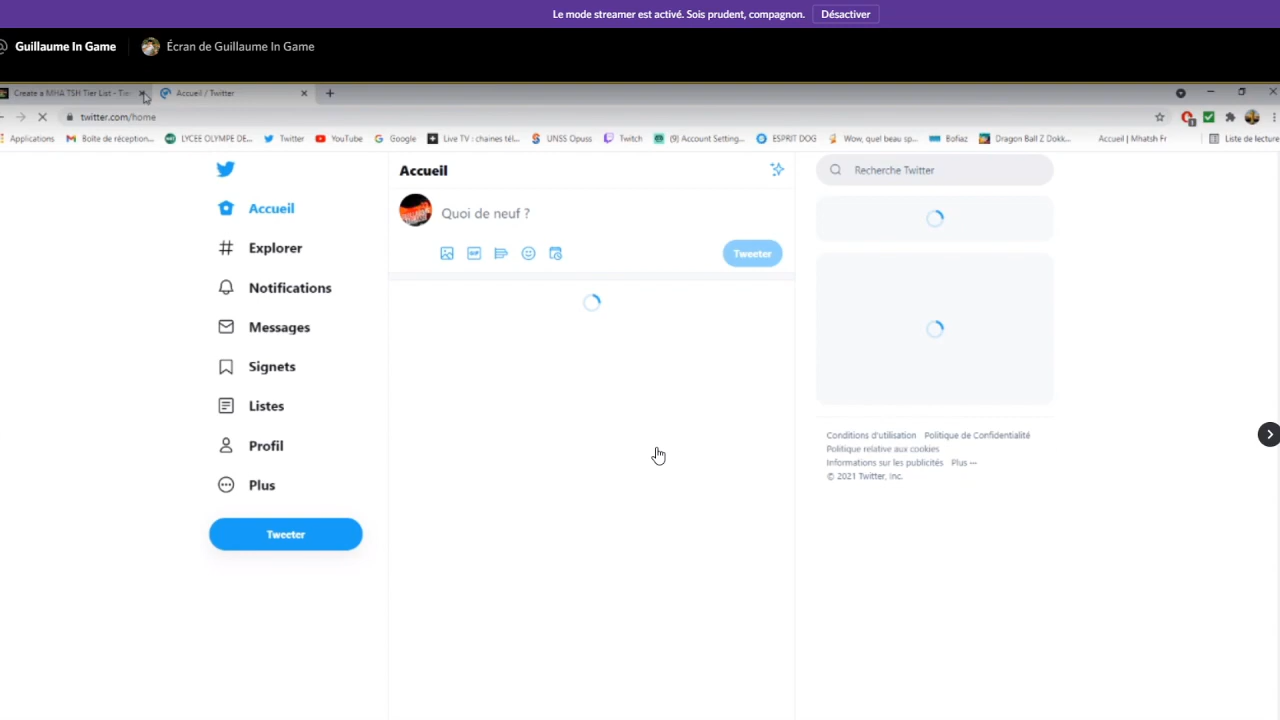 Le mode streamer est activé. Sois prudent, compagnon. Désactiver
Guillaume In Game Écran de Guillaume In Game
Create a MHA TSH Tier List - Tier Accueil / Twitter
twitter.com/home
Applications Boîte de réception... LYCEE OLYMPE DE... Twitter YouTube Google Live TV : chaines tél... UNSS Opuss Twitch (9) Account Setting... ESPRIT DOG Wow, quel beau sp... Bofiaz Dragon Ball Z Dokk... Accueil | Mhatsh Fr Liste de lecture
Accueil
Explorer
Notifications
Messages
Signets
Listes
Profil
Plus
Tweeter
Accueil
Quoi de neuf ?
GIF
Tweeter
Recherche Twitter
Conditions d'utilisation Politique de Confidentialité
Politique relative aux cookies
Informations sur les publicités Plus ···
© 2021 Twitter, Inc.